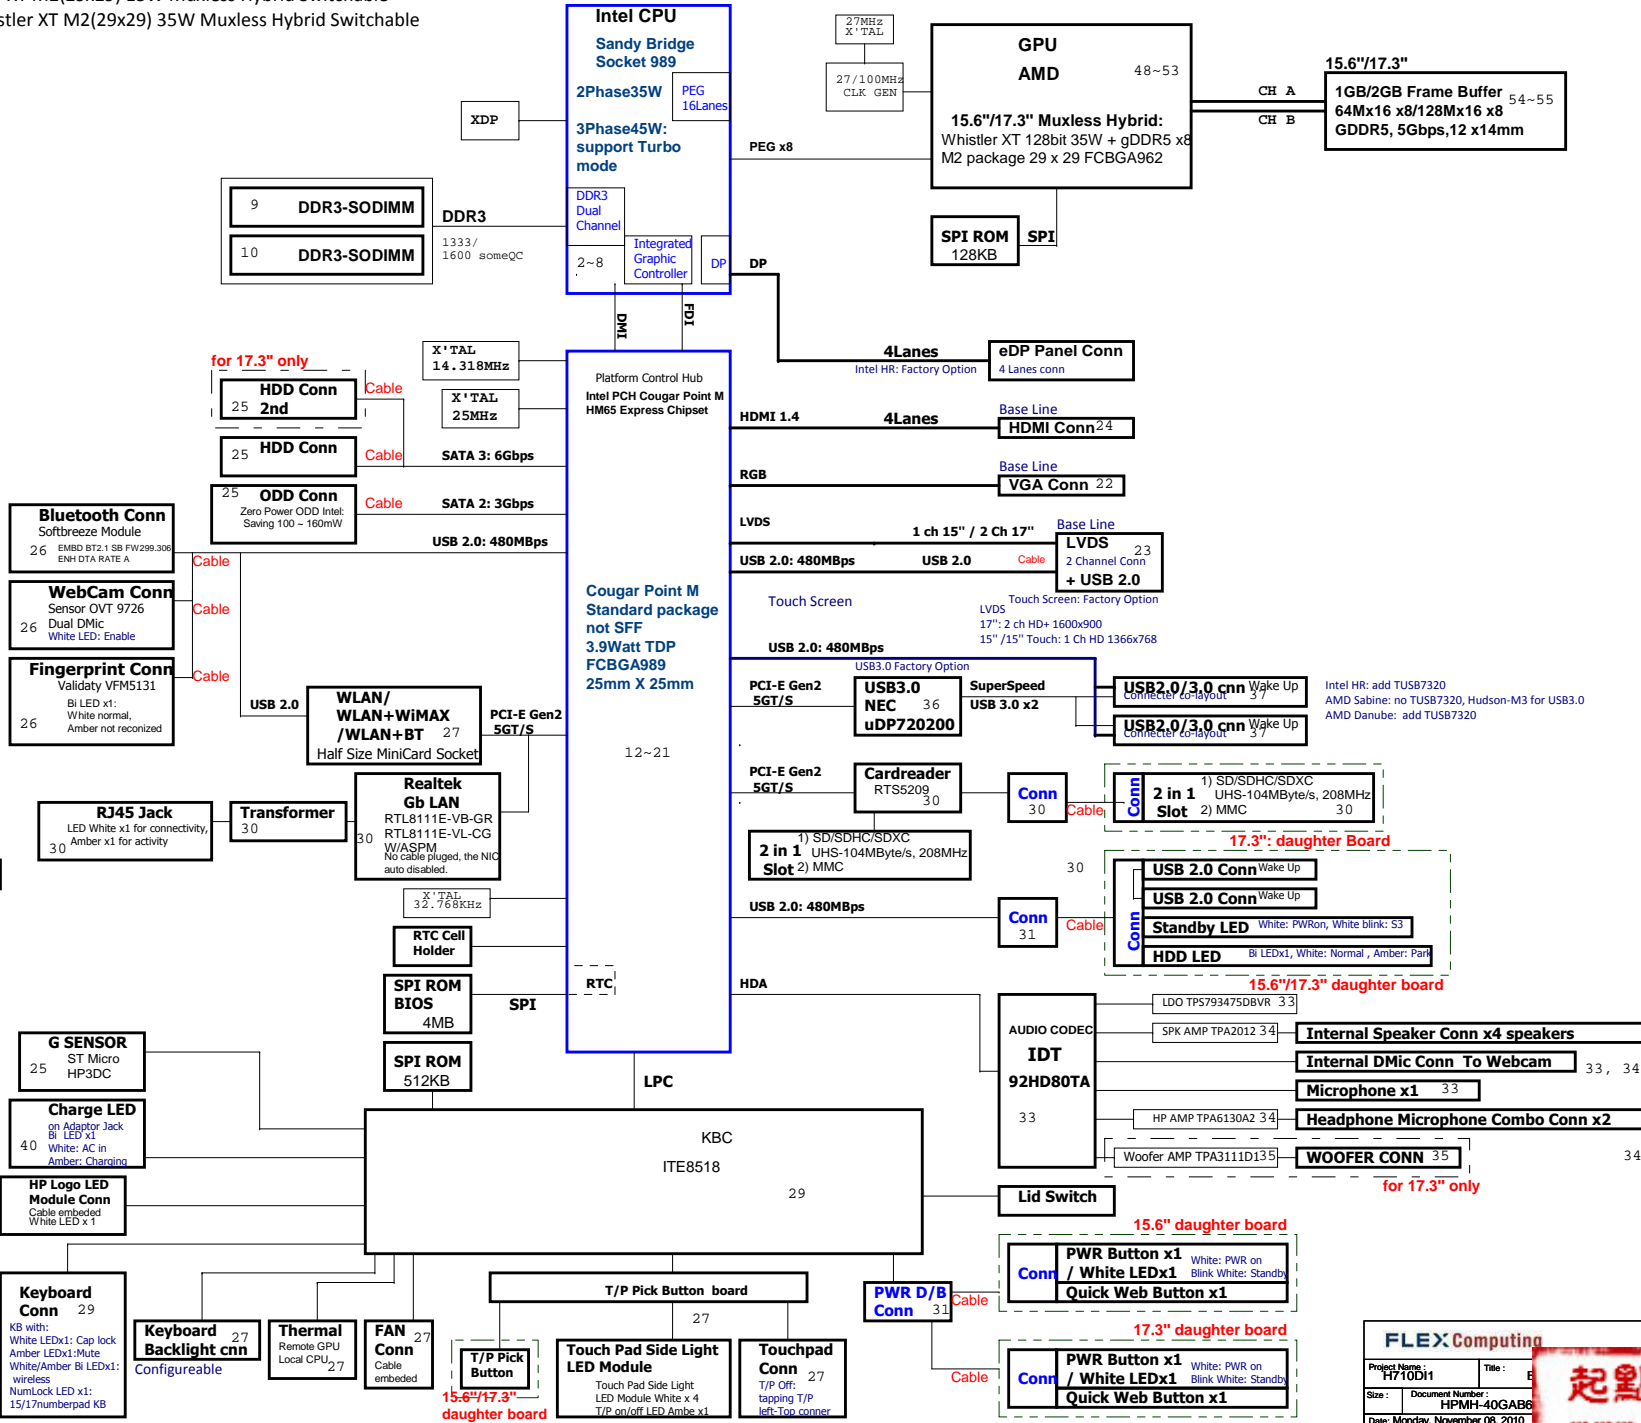 XT M2(29x29) 25W Muxless Hybrid Switchable
stler XT M2(29x29) 35W Muxless Hybrid Switchable
Intel CPU
Sandy Bridge
Socket 989
2Phase35W
PEG
16Lanes
3Phase45W:
support Turbo
mode
DDR3
Dual
Channel
Integrated
Graphic
Controller
DP
2~8
XDP
9 DDR3-SODIMM
10 DDR3-SODIMM
DDR3
1333/
1600 someQC
27MHz
X'TAL
27/100MHz
CLK GEN
GPU
AMD
48~53
15.6"/17.3" Muxless Hybrid:
Whistler XT 128bit 35W + gDDR5 x8
M2 package 29 x 29 FCBGA962
PEG x8
CH A
CH B
15.6"/17.3"
1GB/2GB Frame Buffer
54~55
64Mx16 x8/128Mx16 x8
GDDR5, 5Gbps,12 x14mm
SPI ROM
128KB
SPI
DP
DMI
FDI
4Lanes
Intel HR: Factory Option
eDP Panel Conn
4 Lanes conn
X'TAL
14.318MHz
X'TAL
25MHz
Platform Control Hub
Intel PCH Cougar Point M
HM65 Express Chipset
for 17.3" only
HDD Conn
25 2nd
Cable
25 HDD Conn
Cable
SATA 3: 6Gbps
25 ODD Conn
Zero Power ODD Intel:
Saving 100 ~ 160mW
Cable
SATA 2: 3Gbps
HDMI 1.4
4Lanes
Base Line
HDMI Conn 24
RGB
Base Line
VGA Conn 22
LVDS
1 ch 15" / 2 Ch 17"
Base Line
LVDS
23
2 Channel Conn
+ USB 2.0
USB 2.0: 480MBps
USB 2.0
Cable
Touch Screen
Touch Screen: Factory Option
LVDS
17": 2 ch HD+ 1600x900
15" /15" Touch: 1 Ch HD 1366x768
Bluetooth Conn
Softbreeze Module
26 EMBD BT2.1 SB FW299.306
ENH DTA RATE A
USB 2.0: 480MBps
Cable
WebCam Conn
Sensor OVT 9726
Dual DMic
26
White LED: Enable
Cable
Fingerprint Conn
Validaty VFM5131
Bi LED x1:
26 White normal,
Amber not reconized
Cable
USB 2.0
WLAN/
WLAN+WiMAX
/WLAN+BT 27
Half Size MiniCard Socket
PCI-E Gen2
5GT/S
Cougar Point M
Standard package
not SFF
3.9Watt TDP
FCBGA989
25mm X 25mm
12~21
USB 2.0: 480MBps
USB3.0 Factory Option
PCI-E Gen2
5GT/S
USB3.0
NEC 36
uDP720200
SuperSpeed
USB 3.0 x2
USB2.0/3.0 cnn Wake Up
Connecter co-layout 37
USB2.0/3.0 cnn Wake Up
Connecter co-layout 37
Intel HR: add TUSB7320
AMD Sabine: no TUSB7320, Hudson-M3 for USB3.0
AMD Danube: add TUSB7320
RJ45 Jack
LED White x1 for connectivity,
30 Amber x1 for activity
Transformer
30
Realtek
Gb LAN
RTL8111E-VB-GR
RTL8111E-VL-CG
30 W/ASPM
No cable pluged, the NIC
auto disabled.
PCI-E Gen2
5GT/S
Cardreader
RTS5209
30
Conn
30
Cable
Conn
2 in 1
Slot
1) SD/SDHC/SDXC
UHS-104MByte/s, 208MHz
2) MMC 30
17.3": daughter Board
2 in 1
Slot
1) SD/SDHC/SDXC
UHS-104MByte/s, 208MHz
2) MMC
30
X'TAL
32.768KHz
RTC Cell
Holder
RTC
SPI ROM
BIOS
4MB
SPI
USB 2.0: 480MBps
Conn
31
Cable
Conn
USB 2.0 Conn Wake Up
USB 2.0 Conn Wake Up
Standby LED White: PWRon, White blink: S3
HDD LED Bi LEDx1, White: Normal , Amber: Park
15.6"/17.3" daughter board
HDA
AUDIO CODEC
IDT
92HD80TA
33
LDO TPS793475DBVR 33
SPK AMP TPA2012 34
Internal Speaker Conn x4 speakers
Internal DMic Conn To Webcam
33, 34
Microphone x1 33
HP AMP TPA6130A2 34
Headphone Microphone Combo Conn x2
Woofer AMP TPA3111D1 35
WOOFER CONN 35
34
for 17.3" only
G SENSOR
ST Micro
25 HP3DC
SPI ROM
512KB
LPC
Charge LED
on Adaptor Jack
Bi LED x1
40 White: AC in
Amber: Charging
HP Logo LED
Module Conn
Cable embeded
White LED x 1
KBC
ITE8518
29
Lid Switch
Keyboard
Conn 29
KB with:
White LEDx1: Cap lock
Amber LEDx1:Mute
White/Amber Bi LEDx1:
wireless
NumLock LED x1:
15/17numberpad KB
Keyboard 27
Backlight cnn
Configureable
Thermal
Remote GPU
Local CPU 27
FAN 27
Conn
Cable
embeded
T/P Pick Button board
27
T/P Pick
Button
15.6"/17.3"
daughter board
Touch Pad Side Light
LED Module
Touch Pad Side Light
LED Module White x 4
T/P on/off LED Ambe x1
Touchpad
Conn 27
T/P Off:
tapping T/P
left-Top conner
PWR D/B
Conn 31
Cable
15.6" daughter board
Conn
PWR Button x1
/ White LEDx1
White: PWR on
Blink White: Standby
Quick Web Button x1
17.3" daughter board
Cable
Conn
PWR Button x1
/ White LEDx1
White: PWR on
Blink White: Standby
Quick Web Button x1
FLEX Computing
Project Name :
H710DI1
Title :
Size :
Document Number :
HPMH-40GAB6
Date: Monday, November 08, 2010
起點